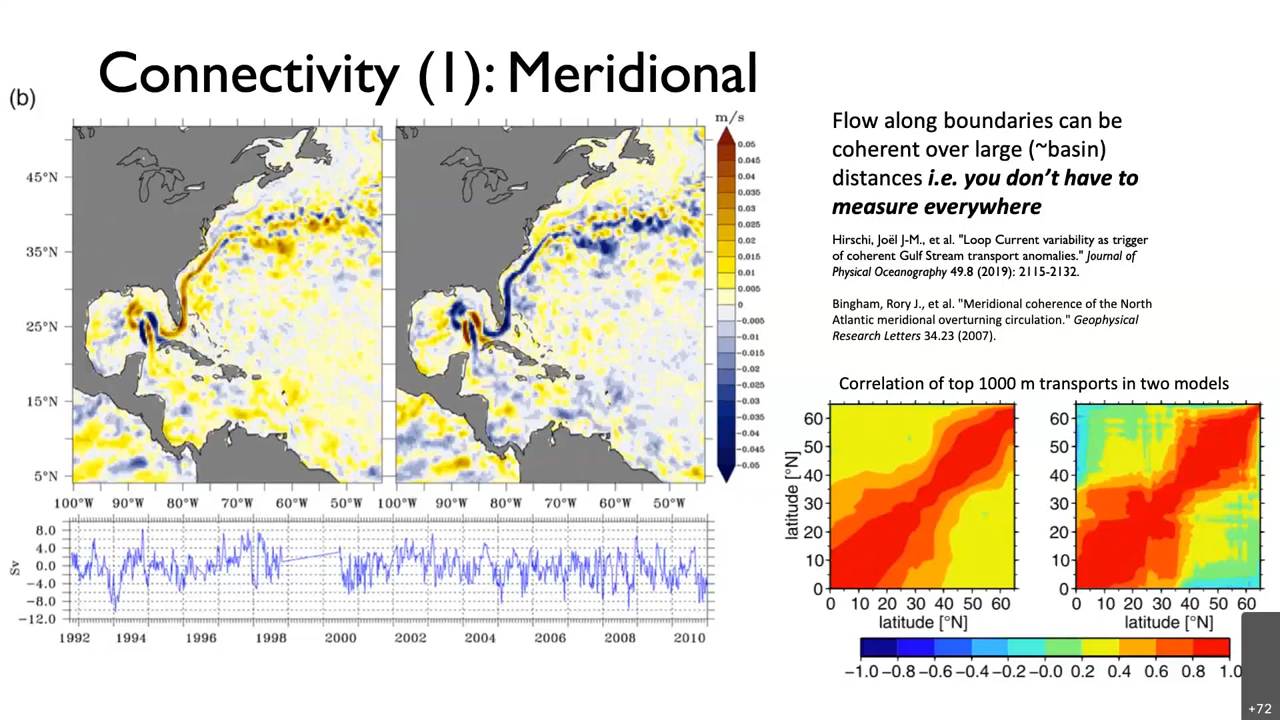 Connectivity (1): Meridional
(b)
m/s
0.05
0.045
0.04
0.035
0.03
0.025
0.02
0.015
0.01
0.005
0
-0.005
-0.01
-0.015
-0.02
-0.025
-0.03
-0.035
-0.04
-0.045
-0.05
45°N
35°N
25°N
15°N
5°N
100°W 90°W 80°W 70°W 60°W 50°W 100°W 90°W 80°W 70°W 60°W 50°W
Sv
8.0
4.0
0.0
-4.0
-8.0
-12.0
1992 1994 1996 1998 2000 2002 2004 2006 2008 2010
Flow along boundaries can be
coherent over large (~basin)
distances i.e. you don't have to
measure everywhere
Hirschi, Joël J-M., et al. "Loop Current variability as trigger
of coherent Gulf Stream transport anomalies." Journal of
Physical Oceanography 49.8 (2019): 2115-2132.
Bingham, Rory J., et al. "Meridional coherence of the North
Atlantic meridional overturning circulation." Geophysical
Research Letters 34.23 (2007).
Correlation of top 1000 m transports in two models
latitude [°N]
60
50
40
30
20
10
0
0 10 20 30 40 50 60
latitude [°N]
60
50
40
30
20
10
0
0 10 20 30 40 50 60
latitude [°N]
−1.0 −0.8 −0.6 −0.4 −0.2 −0.0 0.2 0.4 0.6 0.8 1.0
+72